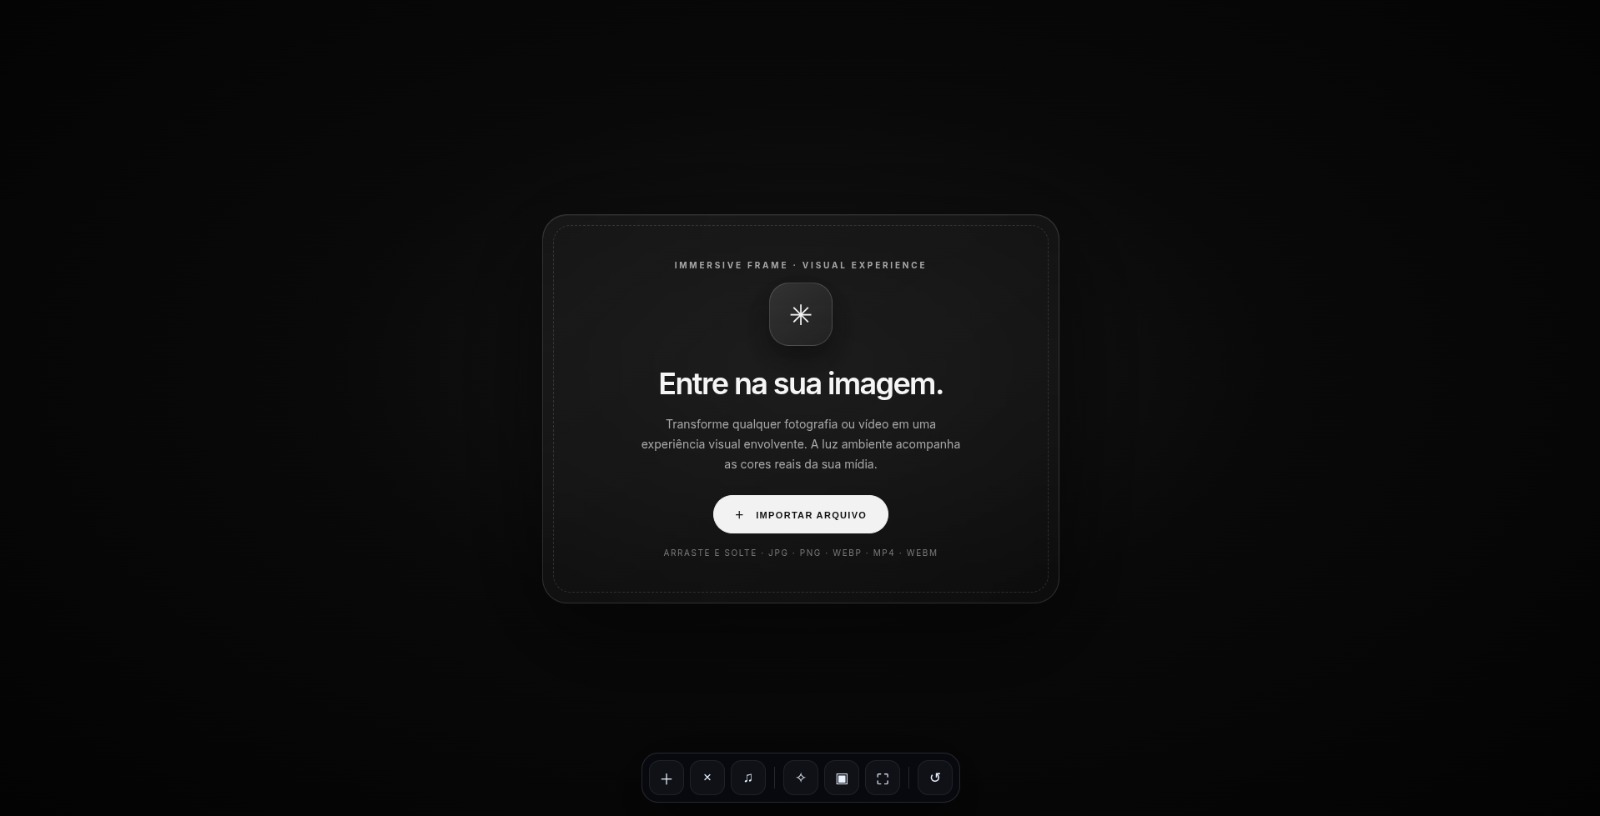 IMMERSIVE FRAME · VISUAL EXPERIENCE
Entre na sua imagem.
Transforme qualquer fotografia ou vídeo em uma
experiência visual envolvente. A luz ambiente acompanha
as cores reais da sua mídia.
+ IMPORTAR ARQUIVO
ARRASTE E SOLTE · JPG · PNG · WEBP · MP4 · WEBM